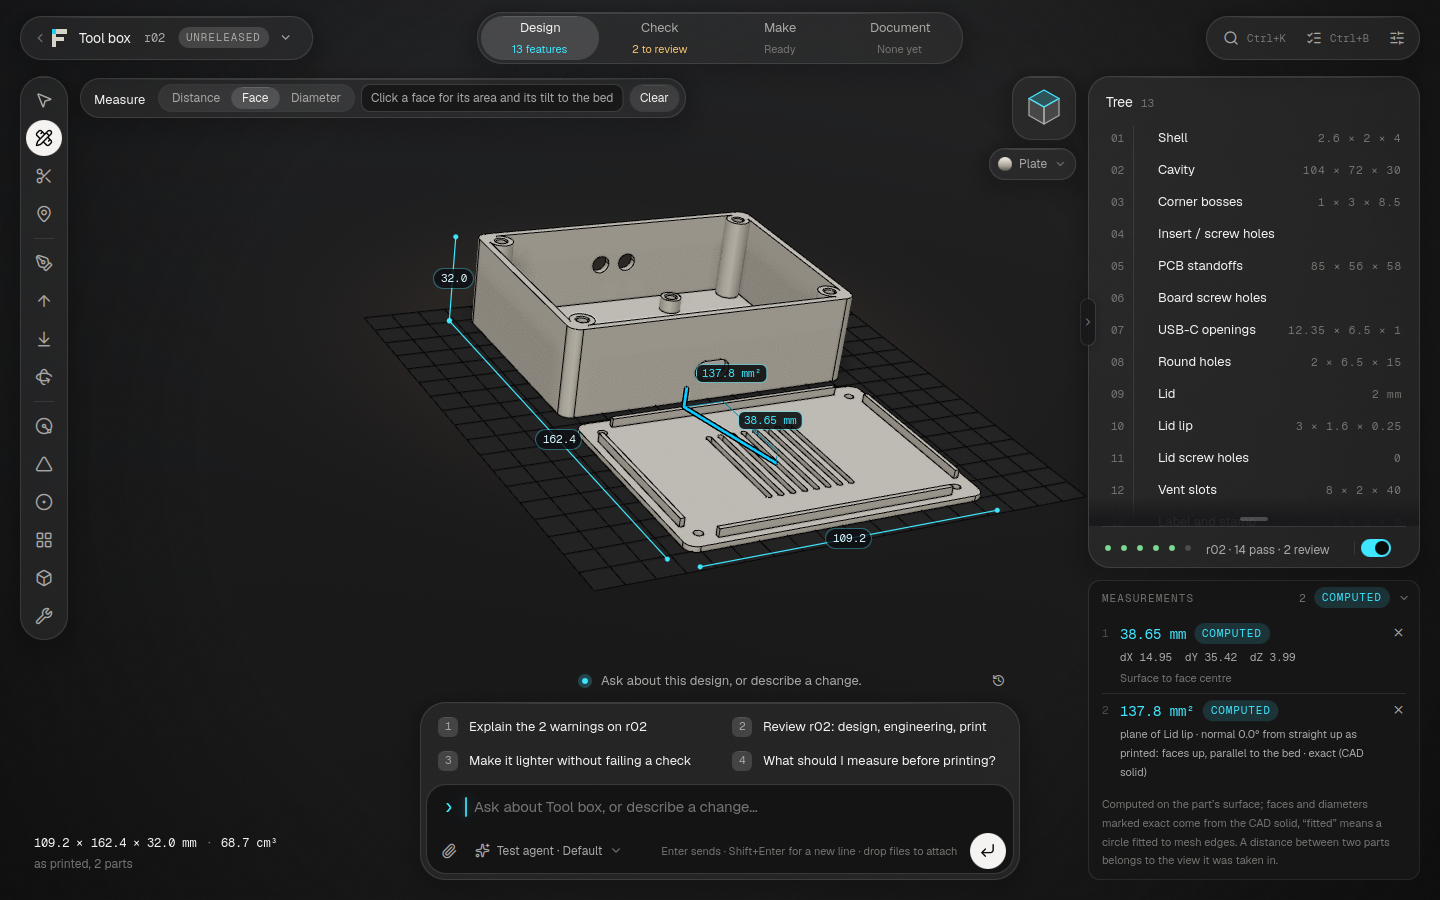 Tool box r02 UNRELEASED
Design
13 features
Check
2 to review
Make
Ready
Document
None yet
Ctrl+K
Ctrl+B
Measure Distance Face Diameter Click a face for its area and its tilt to the bed Clear
Plate
32.0
162.4
109.2
137.8 mm²
38.65 mm
Tree 13
01 Shell 2.6 × 2 × 4
02 Cavity 104 × 72 × 30
03 Corner bosses 1 × 3 × 8.5
04 Insert / screw holes
05 PCB standoffs 85 × 56 × 58
06 Board screw holes
07 USB-C openings 12.35 × 6.5 × 1
08 Round holes 2 × 6.5 × 15
09 Lid 2 mm
10 Lid lip 3 × 1.6 × 0.25
11 Lid screw holes 0
12 Vent slots 8 × 2 × 40
r02 · 14 pass · 2 review
MEASUREMENTS 2 COMPUTED
1 38.65 mm COMPUTED
dX 14.95 dY 35.42 dZ 3.99
Surface to face centre
2 137.8 mm² COMPUTED
plane of Lid lip · normal 0.0° from straight up as
printed: faces up, parallel to the bed · exact (CAD
solid)
Computed on the part's surface; faces and diameters
marked exact come from the CAD solid, “fitted” means a
circle fitted to mesh edges. A distance between two parts
belongs to the view it was taken in.
Ask about this design, or describe a change.
1 Explain the 2 warnings on r02
2 Review r02: design, engineering, print
3 Make it lighter without failing a check
4 What should I measure before printing?
Ask about Tool box, or describe a change…
Test agent · Default
Enter sends · Shift+Enter for a new line · drop files to attach
109.2 × 162.4 × 32.0 mm · 68.7 cm³
as printed, 2 parts